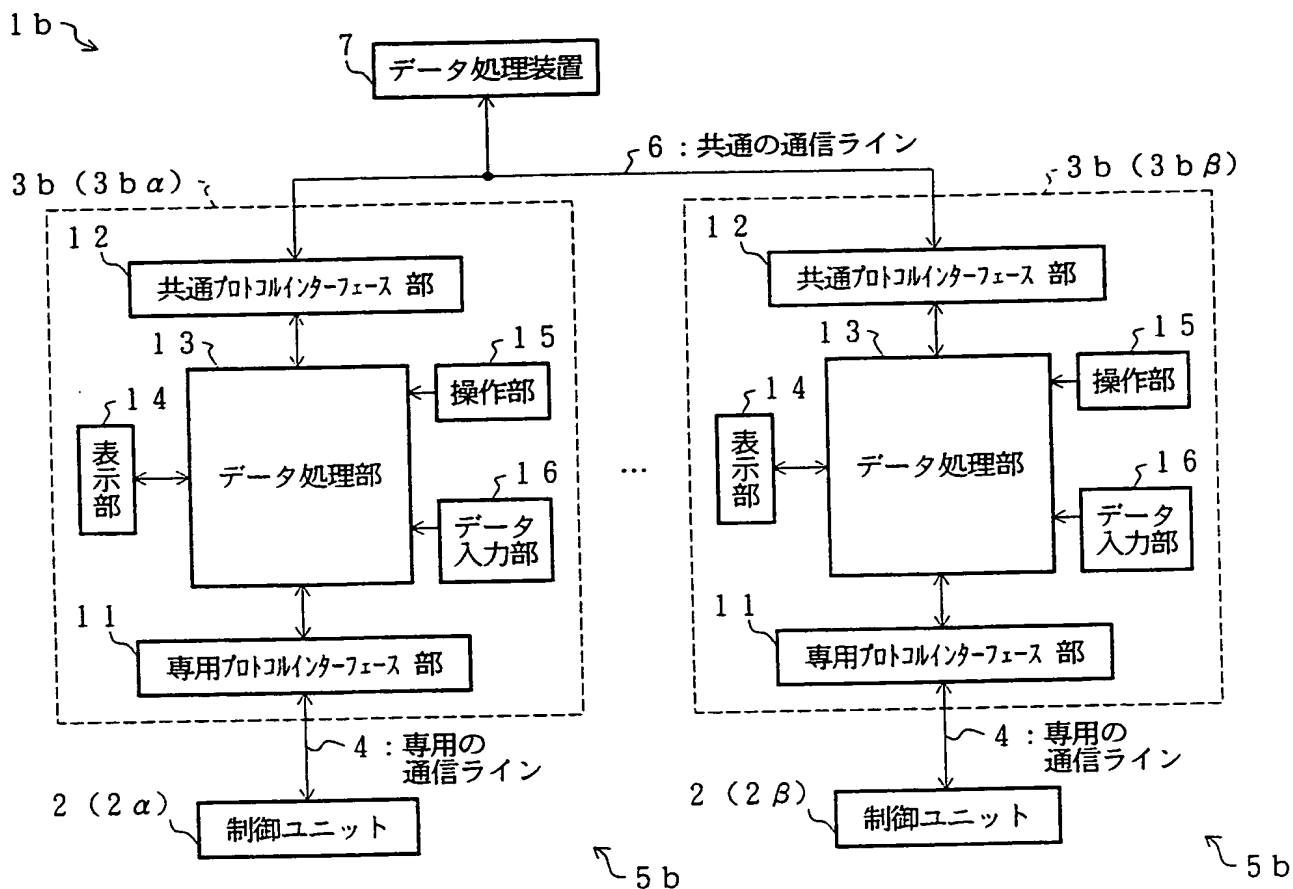 1b
7
データ処理装置
6：共通の通信ライン
3b（3bα）
3b（3bβ）
12
共通プロトコルインターフェース 部
12
共通プロトコルインターフェース 部
13
15
操作部
14
表示部
データ処理部
16
データ
入力部
…
13
15
操作部
14
表示部
データ処理部
16
データ
入力部
11
専用プロトコルインターフェース 部
11
専用プロトコルインターフェース 部
4：専用の
通信ライン
4：専用の
通信ライン
2（2α）
制御ユニット
5b
2（2β）
制御ユニット
5b